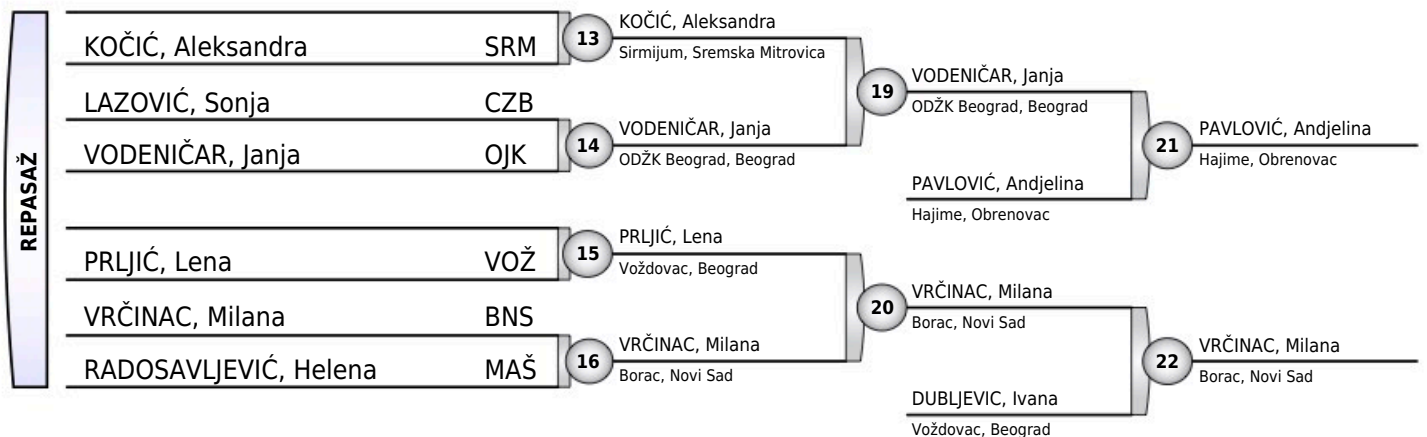 REPASAŽ
KOČIĆ, Aleksandra SRM
LAZOVIĆ, Sonja CZB
VODENIČAR, Janja OJK
PRLJIĆ, Lena VOŽ
VRČINAC, Milana BNS
RADOSAVLJEVIĆ, Helena MAŠ
13
KOČIĆ, Aleksandra
Sirmijum, Sremska Mitrovica
14
VODENIČAR, Janja
ODŽK Beograd, Beograd
15
PRLJIĆ, Lena
Voždovac, Beograd
16
VRČINAC, Milana
Borac, Novi Sad
19
VODENIČAR, Janja
ODŽK Beograd, Beograd
PAVLOVIĆ, Andjelina
Hajime, Obrenovac
20
VRČINAC, Milana
Borac, Novi Sad
DUBLJEVIC, Ivana
Voždovac, Beograd
21
PAVLOVIĆ, Andjelina
Hajime, Obrenovac
22
VRČINAC, Milana
Borac, Novi Sad